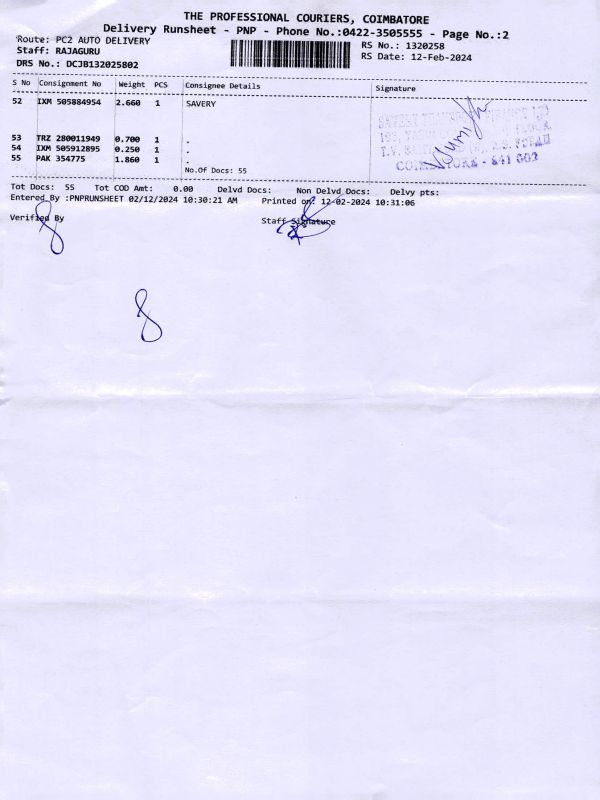 THE PROFESSIONAL COURIERS, COIMBATORE
Delivery Runsheet - PNP - Phone No.:0422-3505555 - Page No.:2
Route: PC2 AUTO DELIVERY
RS No.: 1320258
Staff: RAJAGURU
RS Date: 12-Feb-2024
DRS No.: DCJB132025802
S No Consignment No Weight PCS Consignee Details Signature
52 IXM 505884954 2.660 1 SAVERY
53 TRZ 280011949 0.700 1 .
54 IXM 505912895 0.250 1 .
55 PAK 354775 1.860 1 .
COIMBATORE - 641 603
No.Of Docs: 55
Tot Docs: 55 Tot COD Amt: 0.00 Delvd Docs: Non Delvd Docs: Delvy pts:
Entered By :PNPRUNSHEET 02/12/2024 10:30:21 AM Printed on: 12-02-2024 10:31:06
Verified By Staff Signature